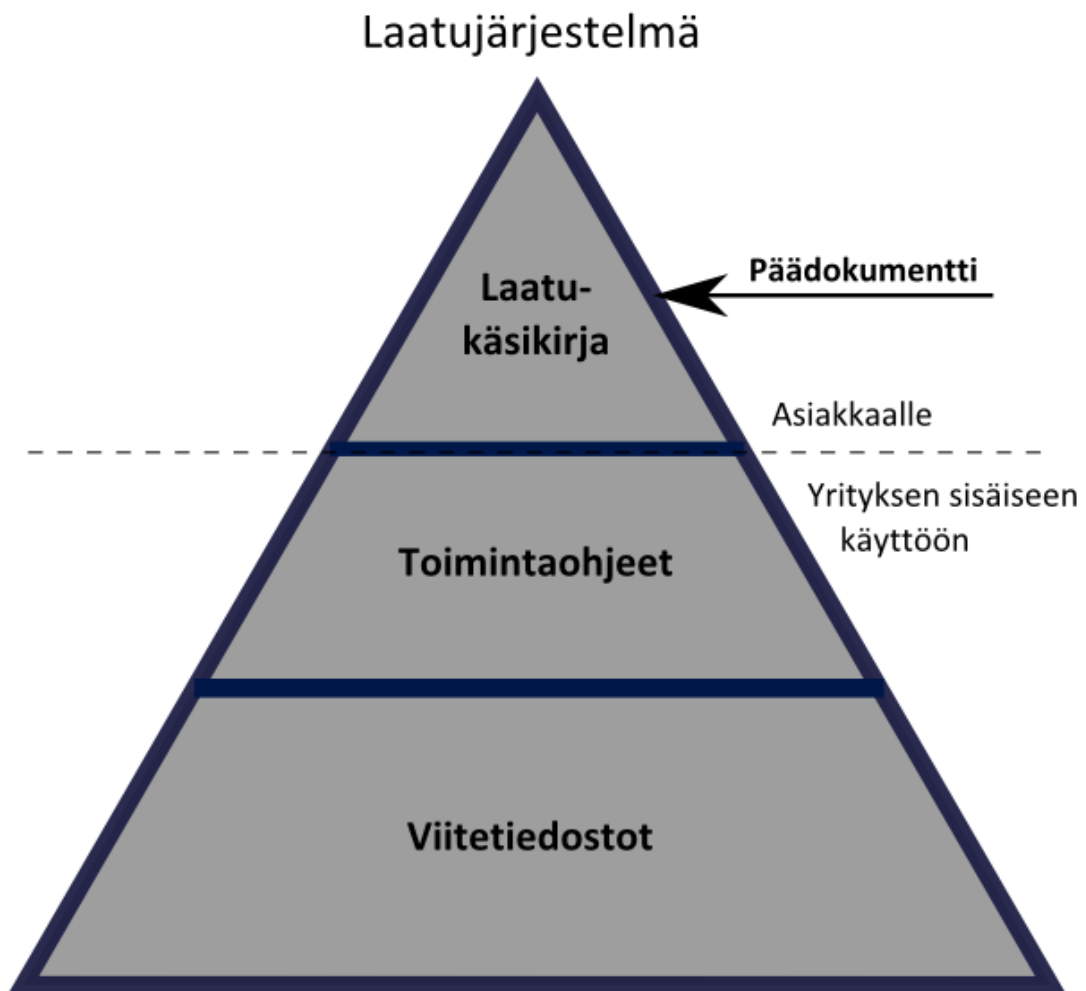 Laatujärjestelmä
Laatu-
käsikirja
Päädokumentti
Asiakkaalle
Yrityksen sisäiseen
käyttöön
Toimintaohjeet
Viitetiedostot